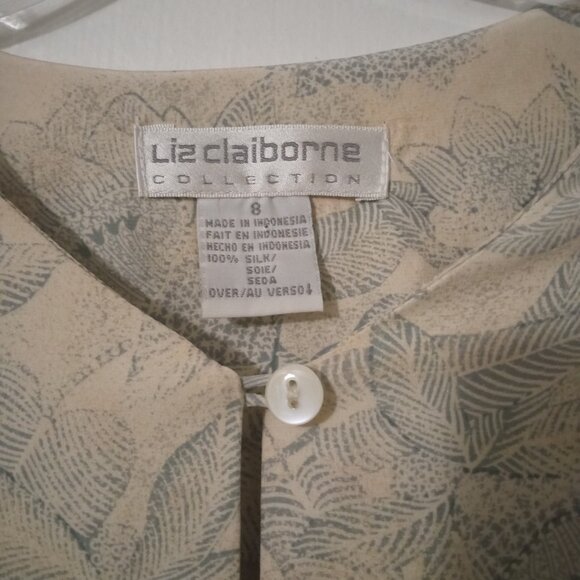 Liz claiborne
COLLECTION
8
MADE IN INDONESIA
FAIT EN INDONESIE
HECHO EN INDONESIA
100% SILK/
SOIE/
SEDA
OVER/AU VERSO↓